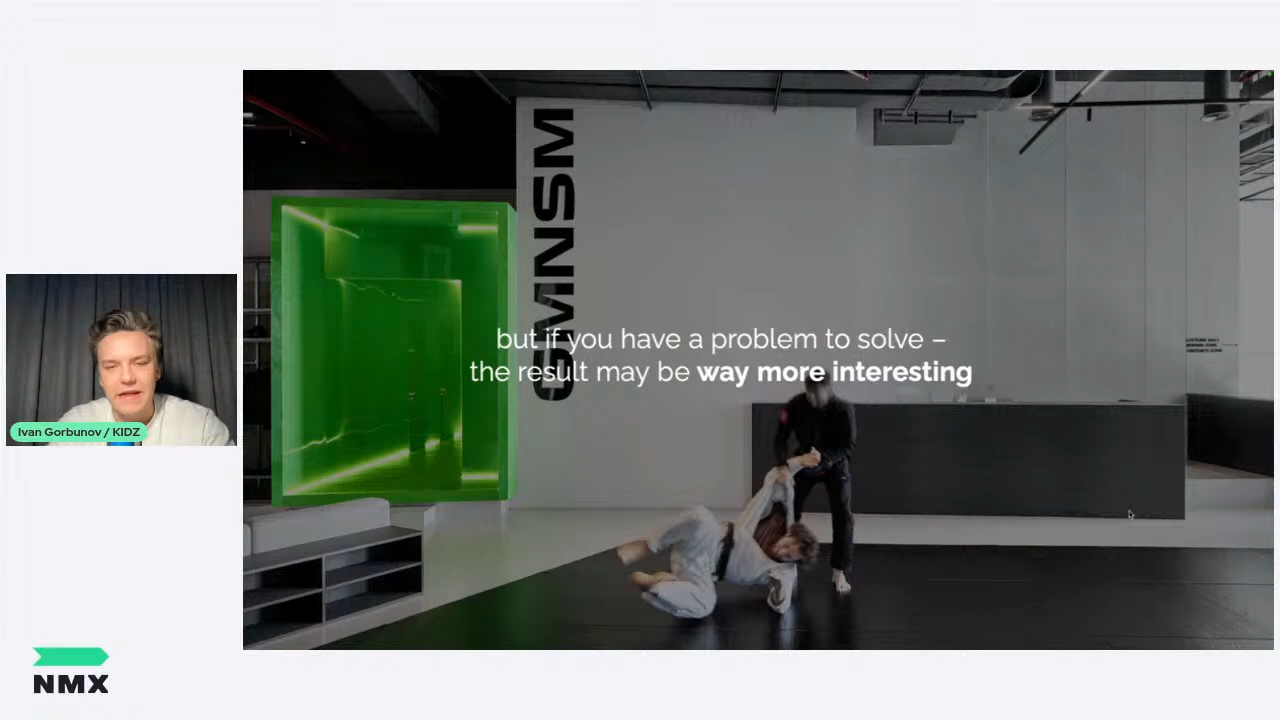 GMNSM
but if you have a problem to solve –
the result may be way more interesting
Ivan Gorbunov / KIDZ
NMX